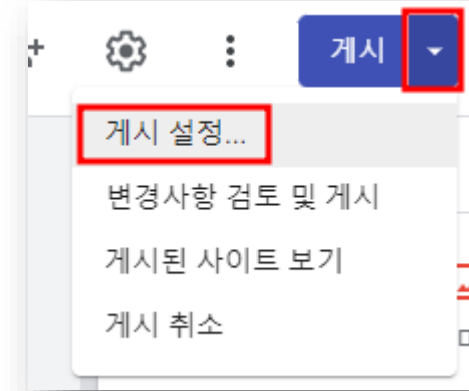 게시
게시 설정...
변경사항 검토 및 게시
게시된 사이트 보기
게시 취소